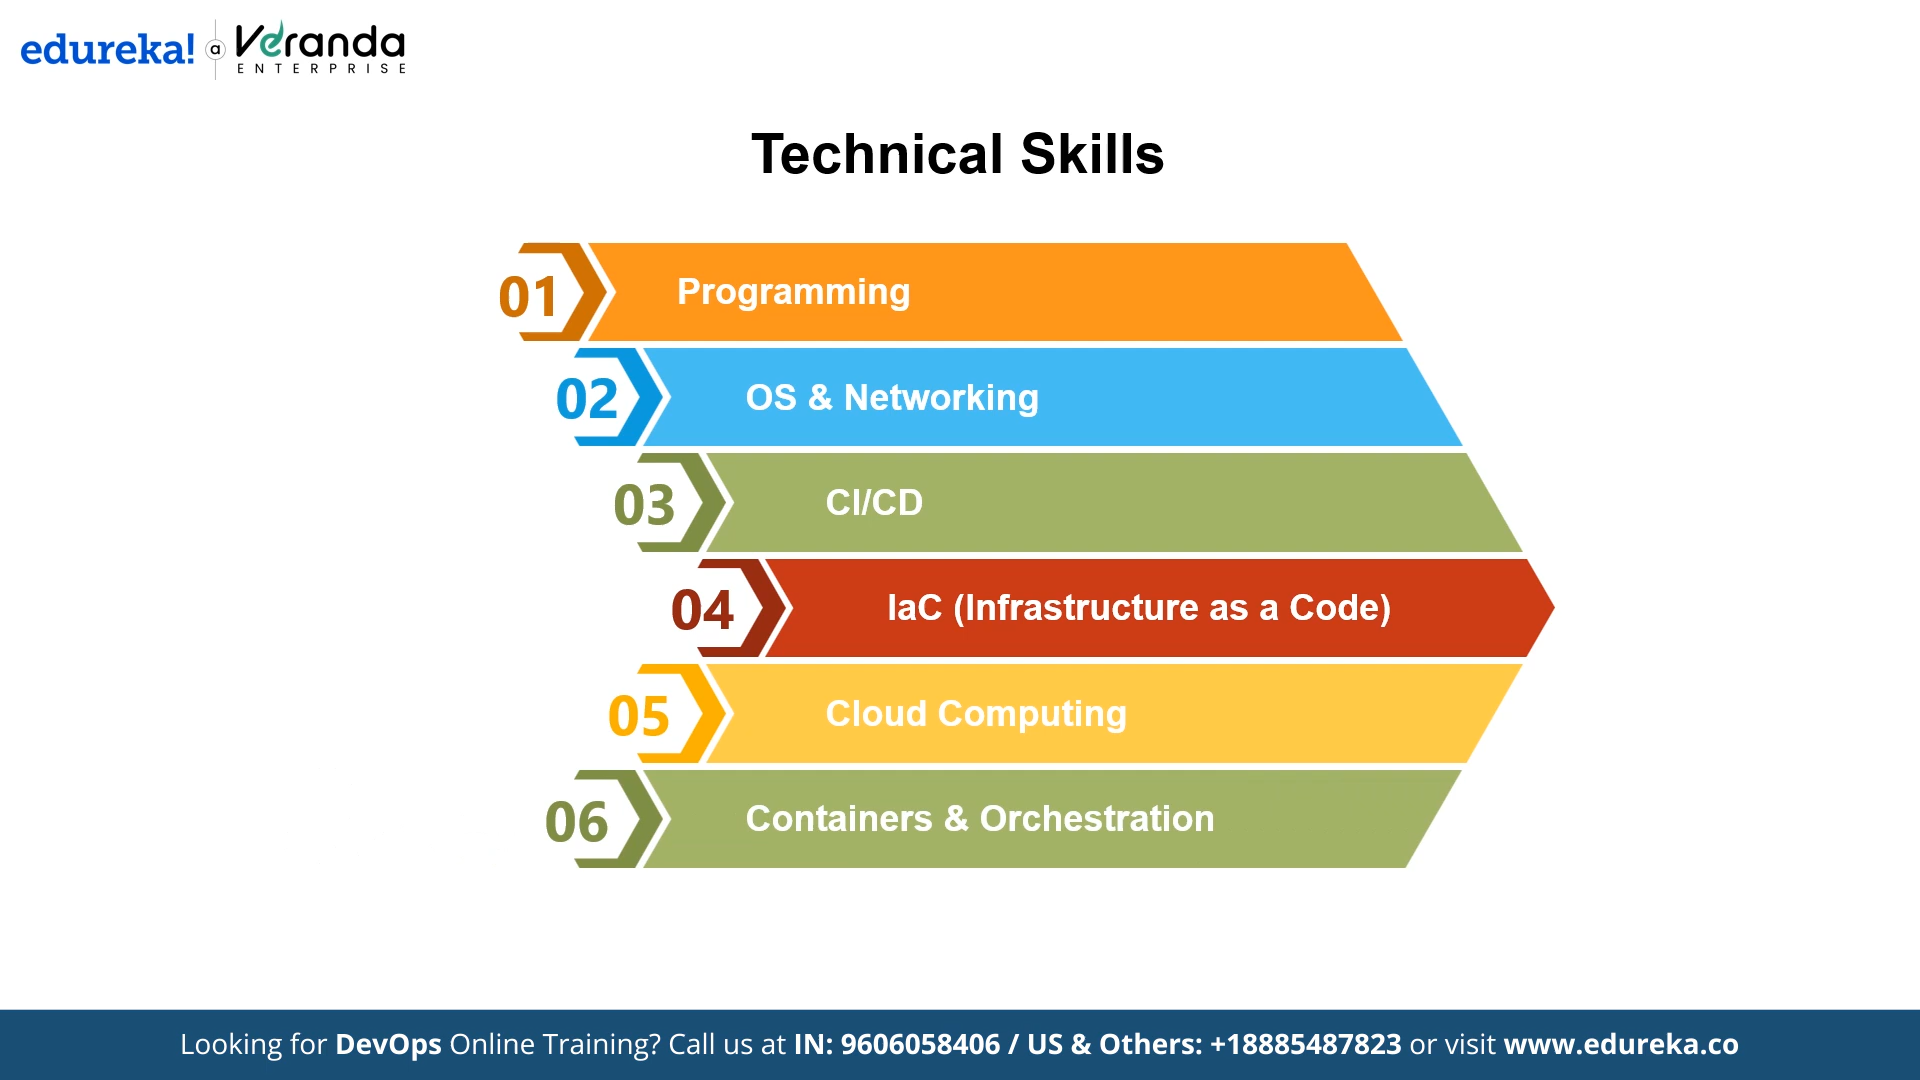 edureka! a Veranda
ENTERPRISE
Technical Skills
01 Programming
02 OS & Networking
03 CI/CD
04 IaC (Infrastructure as a Code)
05 Cloud Computing
06 Containers & Orchestration
Looking for DevOps Online Training? Call us at IN: 9606058406 / US & Others: +18885487823 or visit www.edureka.co